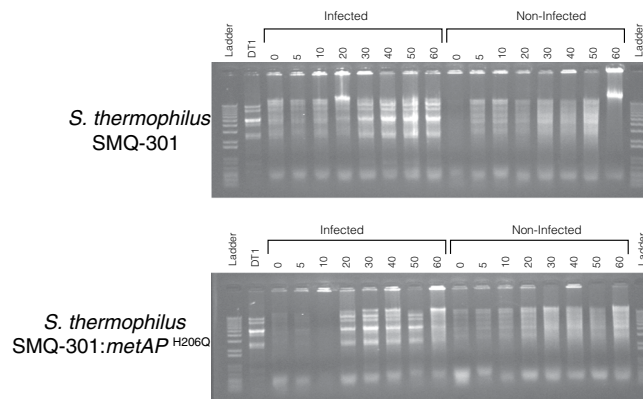 Infected Non-Infected
Ladder DT1 0 5 10 20 30 40 50 60 0 5 10 20 30 40 50 60 Ladder
S. thermophilus
SMQ-301
Infected Non-Infected
Ladder DT1 0 5 10 20 30 40 50 60 0 5 10 20 30 40 50 60 Ladder
S. thermophilus
SMQ-301:metAP H206Q